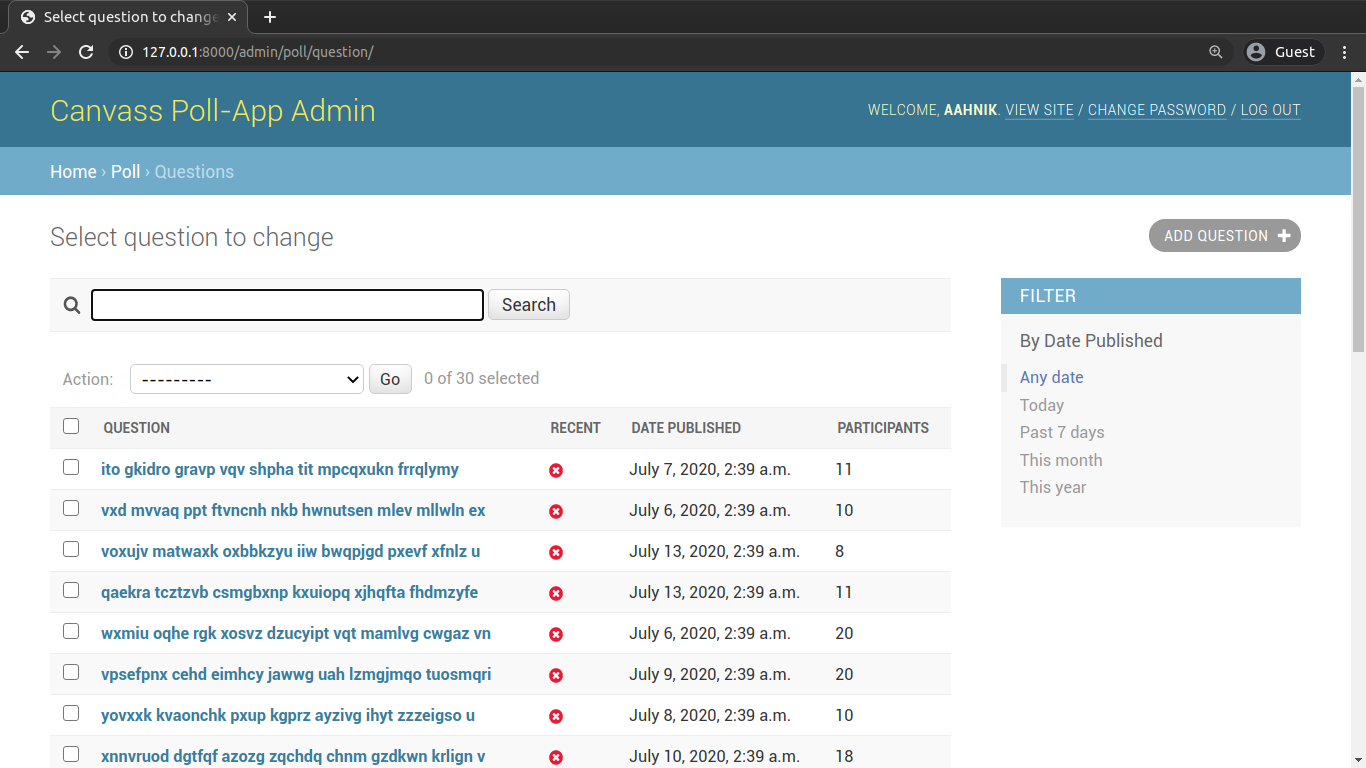 Select question to change
127.0.0.1:8000/admin/poll/question/
Guest
Canvass Poll-App Admin
WELCOME, AAHNIK. VIEW SITE / CHANGE PASSWORD / LOG OUT
Home › Poll › Questions
Select question to change
ADD QUESTION +
Search
Action: --------- Go 0 of 30 selected
QUESTION RECENT DATE PUBLISHED PARTICIPANTS
ito gkidro gravp vqv shpha tit mpcqxukn frrqlymy July 7, 2020, 2:39 a.m. 11
vxd mvvaq ppt ftvncnh nkb hwnutsen mlev mllwln ex July 6, 2020, 2:39 a.m. 10
voxujv matwaxk oxbbkzyu iiw bwqpjgd pxevf xfnlz u July 13, 2020, 2:39 a.m. 8
qaekra tcztzvb csmgbxnp kxuiopq xjhqfta fhdmzyfe July 13, 2020, 2:39 a.m. 11
wxmiu oqhe rgk xosvz dzucyipt vqt mamlvg cwgaz vn July 6, 2020, 2:39 a.m. 20
vpsefpnx cehd eimhcy jawwg uah lzmgjmqo tuosmqri July 9, 2020, 2:39 a.m. 20
yovxxk kvaonchk pxup kgprz ayzivg ihyt zzzeigso u July 8, 2020, 2:39 a.m. 10
xnnvruod dgtfqf azozg zqchdq chnm gzdkwn krlign v July 10, 2020, 2:39 a.m. 18
FILTER
By Date Published
Any date
Today
Past 7 days
This month
This year